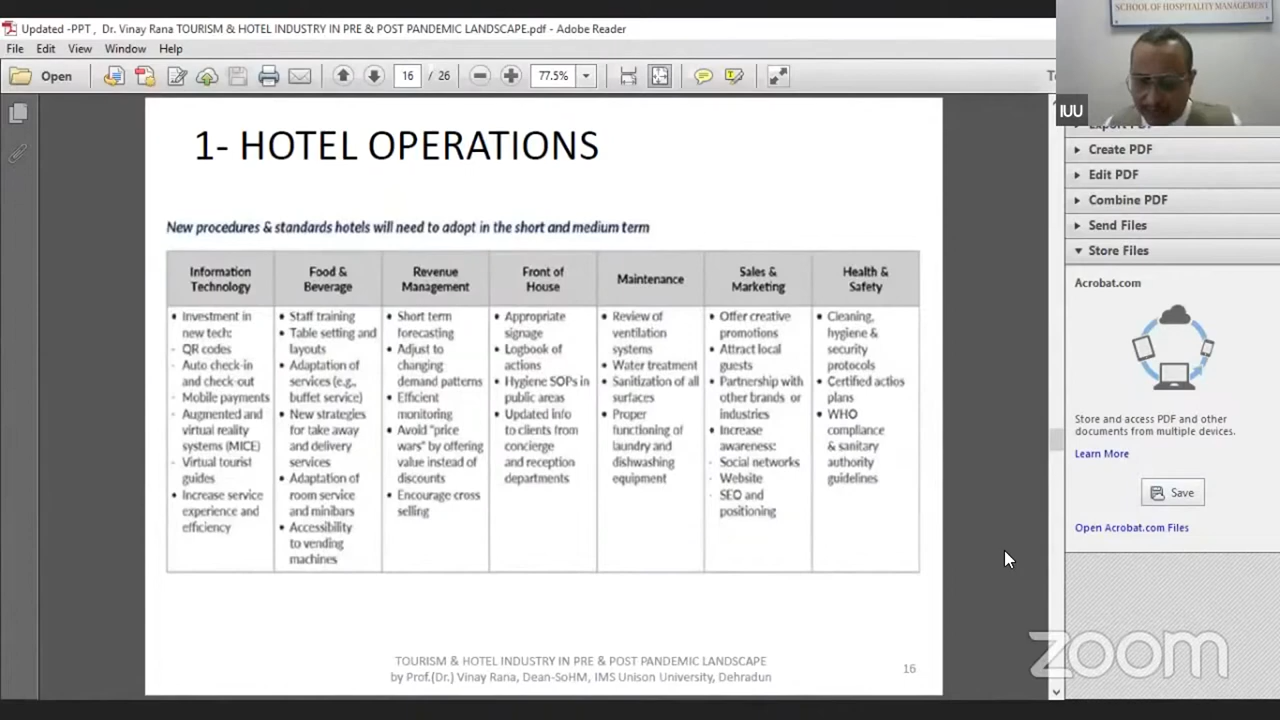 Updated -PPT , Dr. Vinay Rana TOURISM & HOTEL INDUSTRY IN PRE & POST PANDEMIC LANDSCAPE.pdf - Adobe Reader
File Edit View Window Help
Open 16 / 26 77.5%
SCHOOL OF HOSPITALITY MANAGEMENT
IUU
Export PDF
Create PDF
Edit PDF
Combine PDF
Send Files
Store Files
Acrobat.com
Store and access PDF and other
documents from multiple devices.
Learn More
Save
Open Acrobat.com Files
1- HOTEL OPERATIONS
New procedures & standards hotels will need to adopt in the short and medium term
Information
Technology
• Investment in
new tech:
- QR codes
- Auto check-in
and check-out
- Mobile payments
- Augmented and
virtual reality
systems (MICE)
- Virtual tourist
guides
• Increase service
experience and
efficiency
Food &
Beverage
• Staff training
• Table setting and
layouts
• Adaptation of
services (e.g.,
buffet service)
• New strategies
for take away
and delivery
services
• Adaptation of
room service
and minibars
• Accessibility
to vending
machines
Revenue
Management
• Short term
forecasting
• Adjust to
changing
demand patterns
• Efficient
monitoring
• Avoid "price
wars" by offering
value instead of
discounts
• Encourage cross
selling
Front of
House
• Appropriate
signage
• Logbook of
actions
• Hygiene SOPs in
public areas
• Updated info
to clients from
concierge
and reception
departments
Maintenance
• Review of
ventilation
systems
• Water treatment
• Sanitization of all
surfaces
• Proper
functioning of
laundry and
dishwashing
equipment
Sales &
Marketing
• Offer creative
promotions
• Attract local
guests
• Partnership with
other brands or
industries
• Increase
awareness:
- Social networks
- Website
- SEO and
positioning
Health &
Safety
• Cleaning,
hygiene &
security
protocols
• Certified actios
plans
• WHO
compliance
& sanitary
authority
guidelines
TOURISM & HOTEL INDUSTRY IN PRE & POST PANDEMIC LANDSCAPE
by Prof.(Dr.) Vinay Rana, Dean-SoHM, IMS Unison University, Dehradun
16
zoom